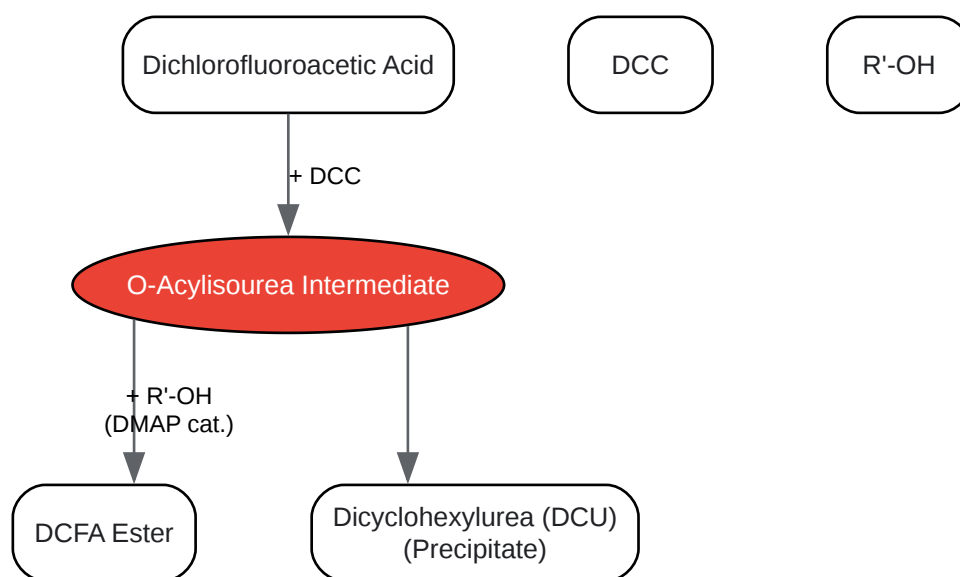 Dichlorofluoroacetic Acid
DCC
R'-OH
+ DCC
O-Acylisourea Intermediate
+ R'-OH
(DMAP cat.)
DCFA Ester
Dicyclohexylurea (DCU)
(Precipitate)